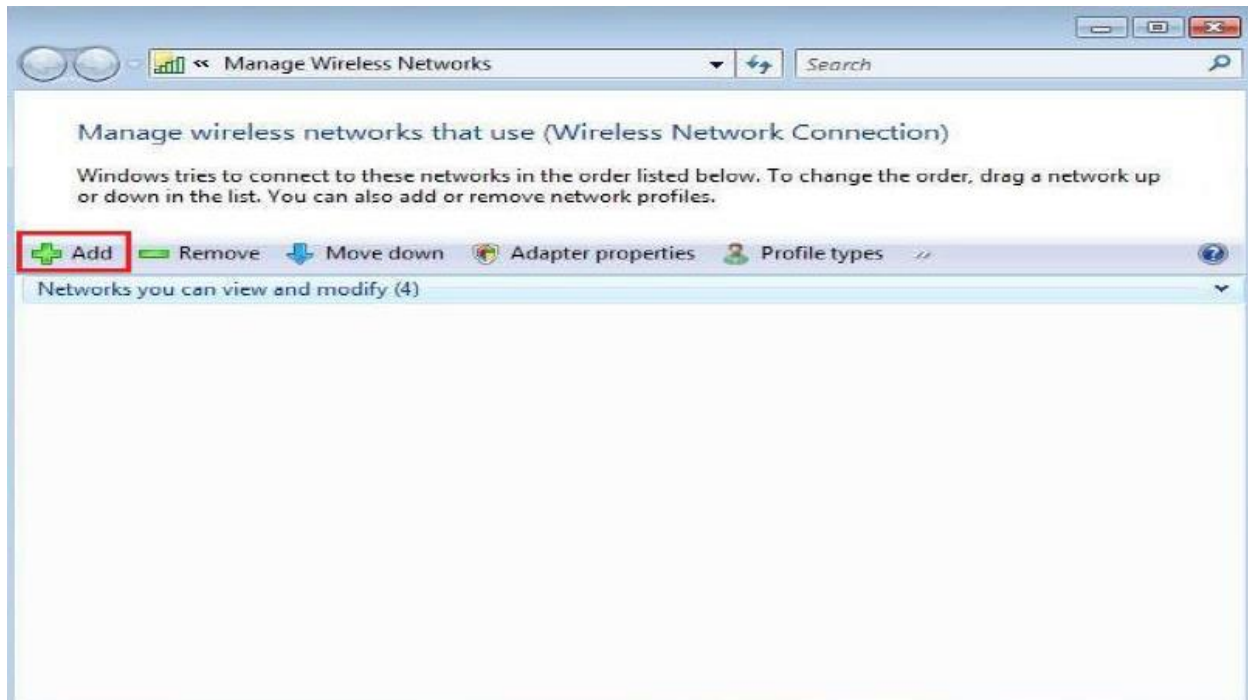 « Manage Wireless Networks
Search
Manage wireless networks that use (Wireless Network Connection)
Windows tries to connect to these networks in the order listed below. To change the order, drag a network up
or down in the list. You can also add or remove network profiles.
Add Remove Move down Adapter properties Profile types »
Networks you can view and modify (4)